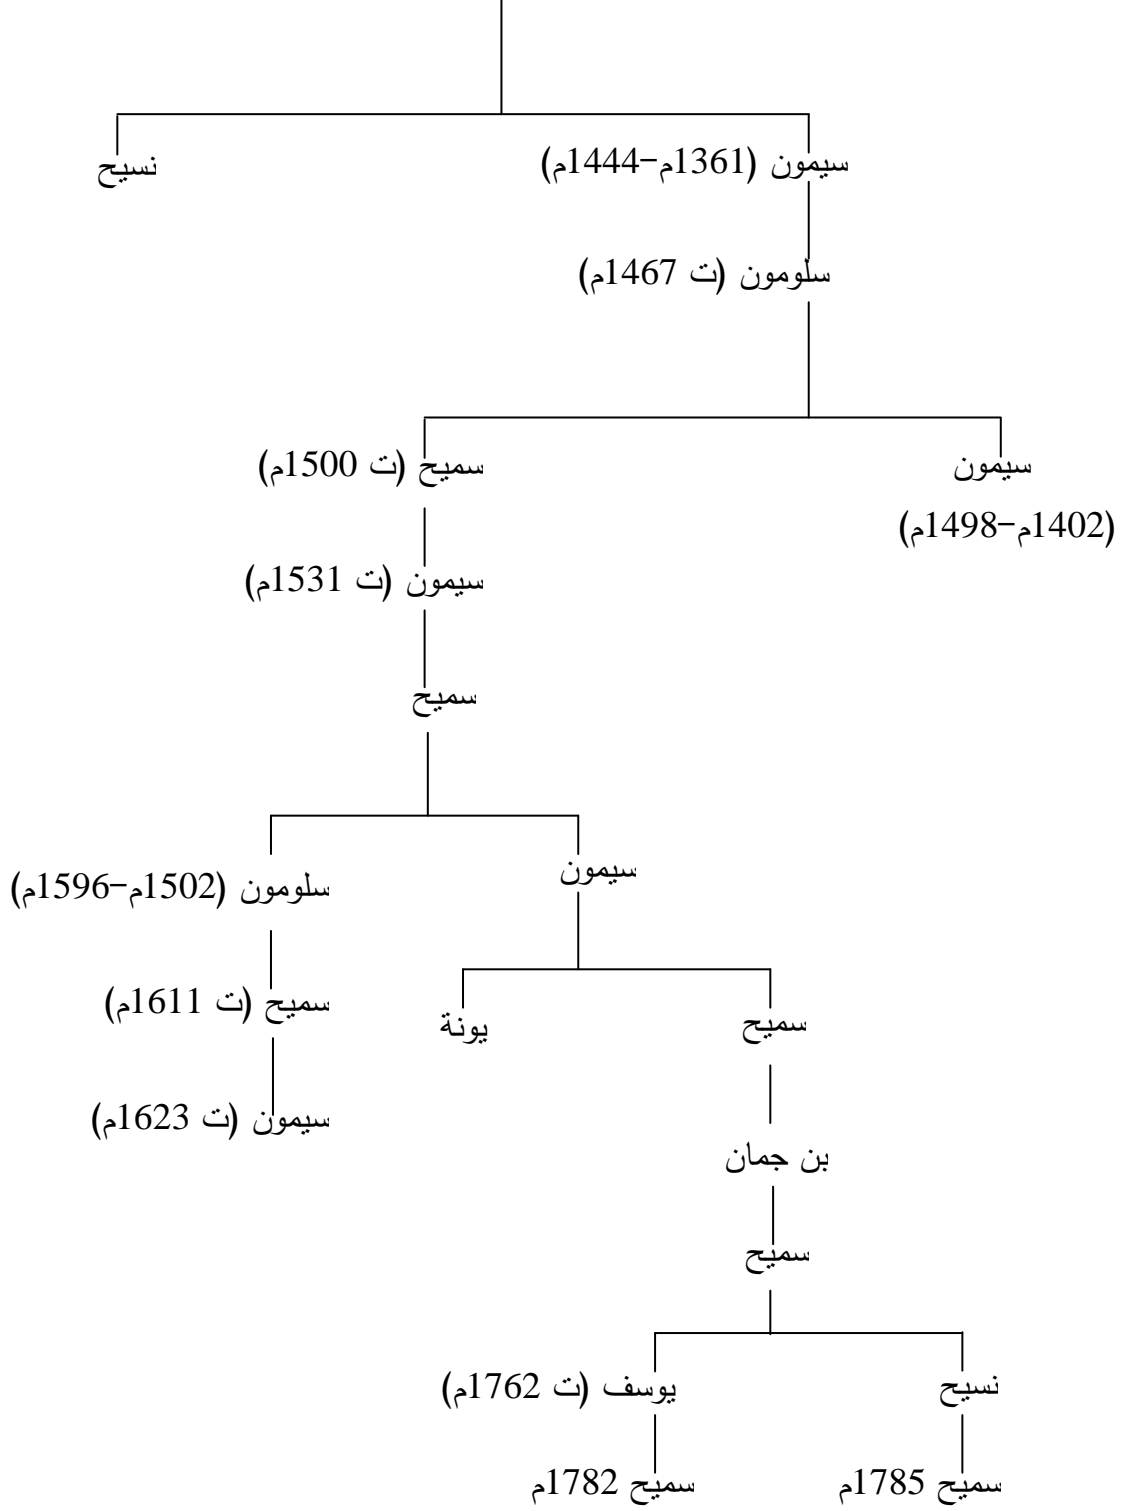 سيمون (1361م-1444م)
نسيح
سلومون (ت 1467م)
سيمون
(1402م-1498م)
سميح (ت 1500م)
سيمون (ت 1531م)
سميح
سيمون
سلومون (1502م-1596م)
سميح
يونة
سميح (ت 1611م)
سيمون (ت 1623م)
بن جمان
سميح
نسيح
يوسف (ت 1762م)
سميح 1785م
سميح 1782م